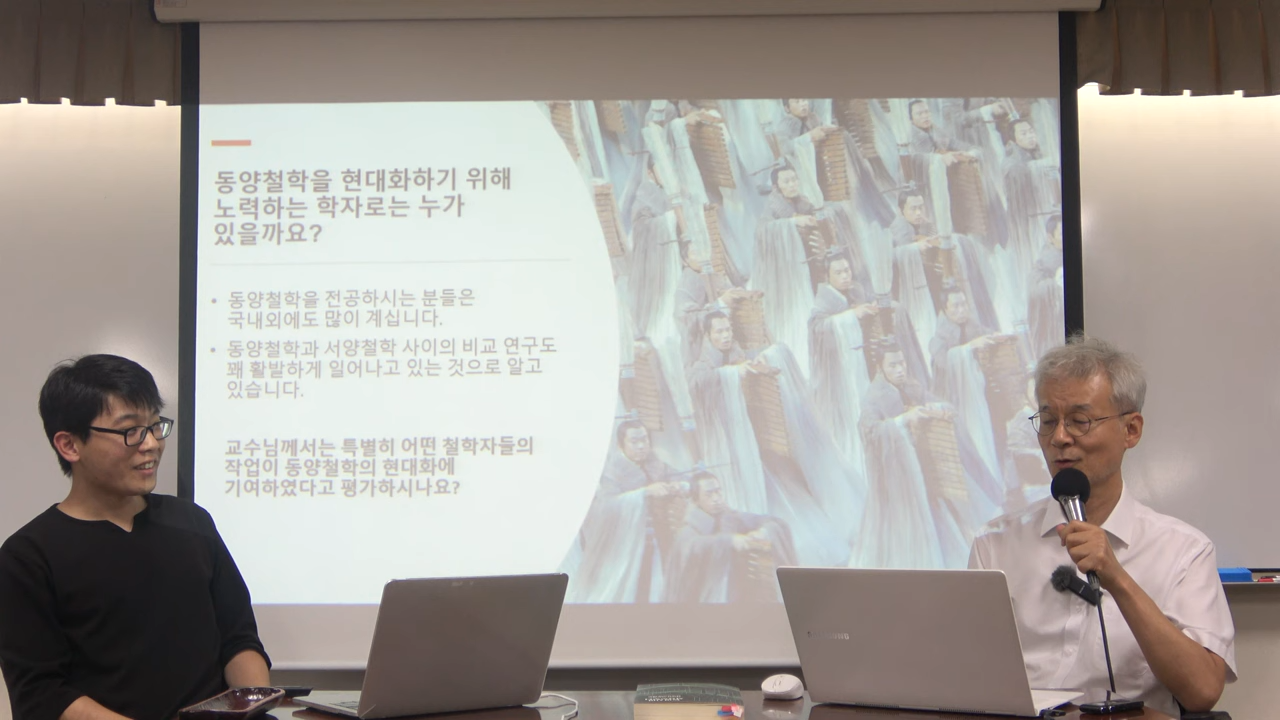 동양철학을 현대화하기 위해
노력하는 학자로는 누가
있을까요?
• 동양철학을 전공하시는 분들은
국내외에도 많이 계십니다.
• 동양철학과 서양철학 사이의 비교 연구도
꽤 활발하게 일어나고 있는 것으로 알고
있습니다.
교수님께서는 특별히 어떤 철학자들의
작업이 동양철학의 현대화에
기여하였다고 평가하시나요?
SAMSUNG